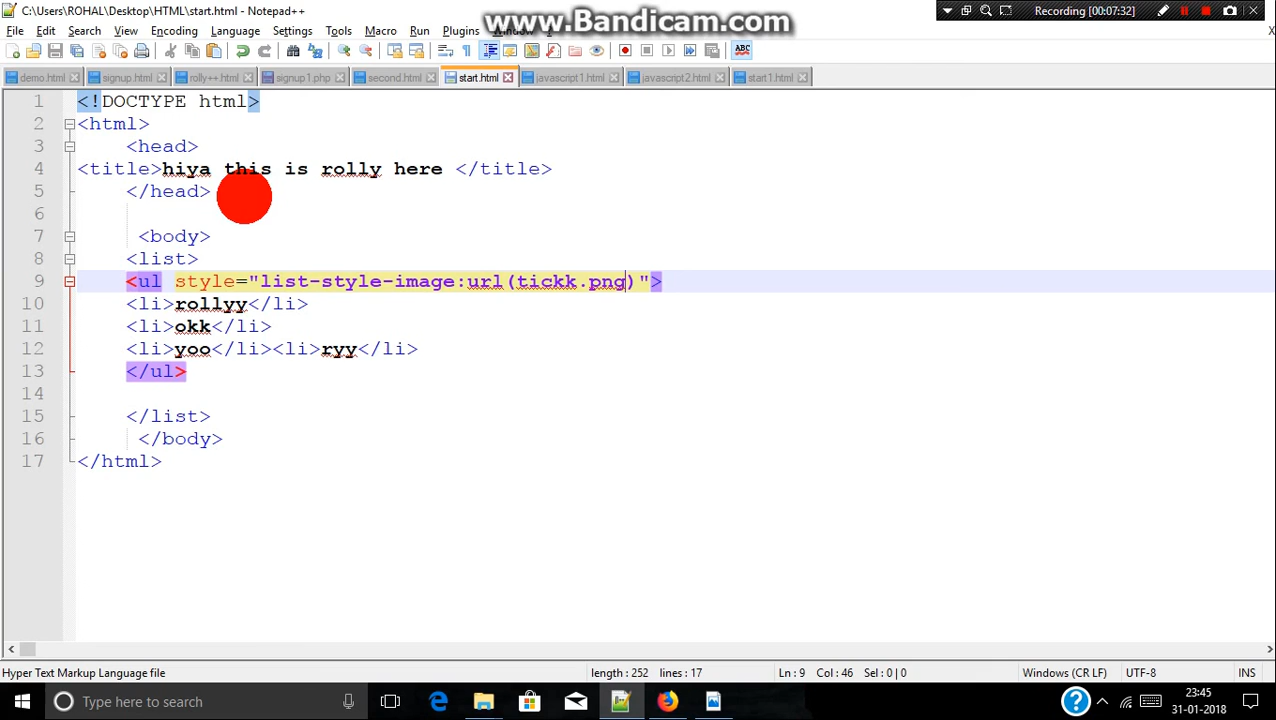 C:\Users\ROHAL\Desktop\HTML\start.html - Notepad++
www.Bandicam.com
Recording [00:07:32]
File Edit Search View Encoding Language Settings Tools Macro Run Plugins Window ?
demo.html signup.html rolly++.html signup1.php second.html start.html javascript1.html javascript2.html start1.html
1 <!DOCTYPE html>
2 <html>
3 <head>
4 <title>hiya this is rolly here </title>
5 </head>
6
7 <body>
8 <list>
9 <ul style="list-style-image:url(tickk.png)">
10 <li>rollyy</li>
11 <li>okk</li>
12 <li>yoo</li><li>ryy</li>
13 </ul>
14
15 </list>
16 </body>
17 </html>
Hyper Text Markup Language file length : 252 lines : 17 Ln : 9 Col : 46 Sel : 0 | 0 Windows (CR LF) UTF-8 INS
Type here to search
23:45
31-01-2018